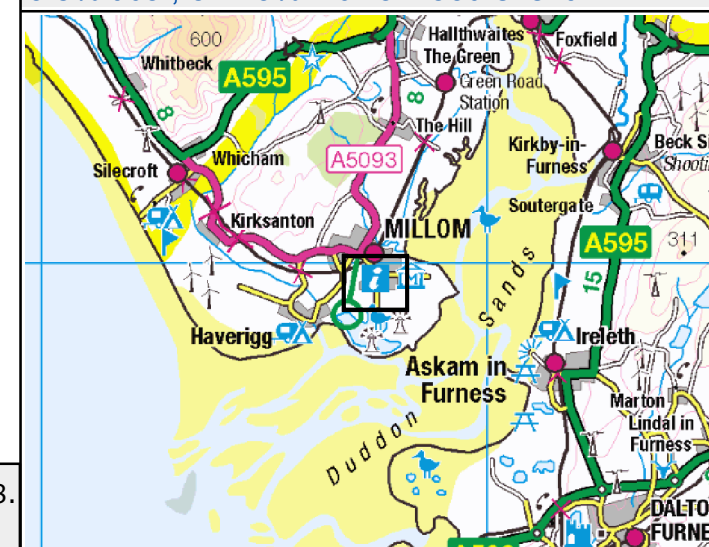 600
Hallthwaites
Foxfield
Whitbeck
The Green
A595
Green Road
Station
8
8
The Hill
A5093
Kirkby-in-
Furness
Beck
Silecroft
Whicham
Soutergate
Kirksanton
MILLOM
A595
311
Sands
15
i
Haverigg
Ireleth
Askam in
Furness
Marton
Lindal in
Furness
Duddon
3.
DALTO
FURNE